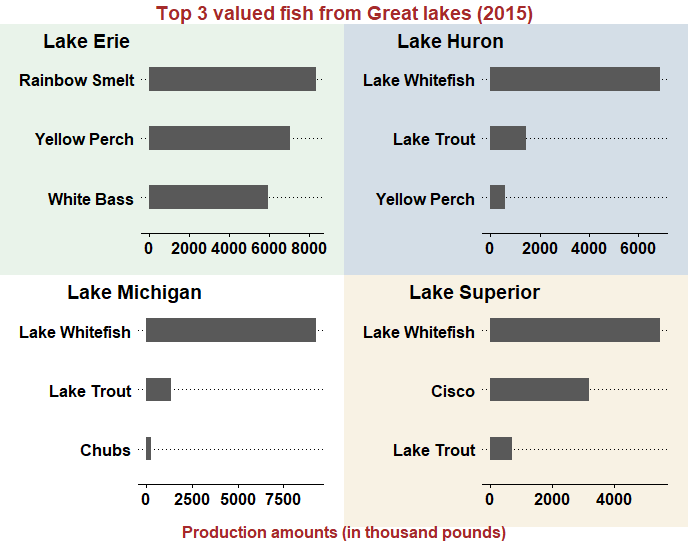 Top 3 valued fish from Great lakes (2015)
Lake Erie
Rainbow Smelt
Yellow Perch
White Bass
0 2000 4000 6000 8000
Lake Huron
Lake Whitefish
Lake Trout
Yellow Perch
0 2000 4000 6000
Lake Michigan
Lake Whitefish
Lake Trout
Chubs
0 2500 5000 7500
Lake Superior
Lake Whitefish
Cisco
Lake Trout
0 2000 4000
Production amounts (in thousand pounds)